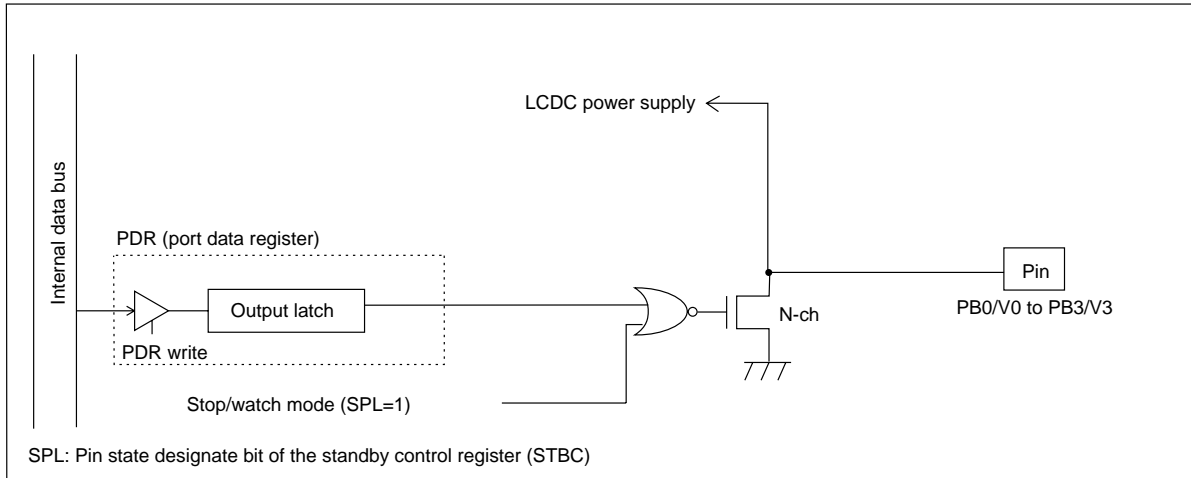 LCDC power supply
Internal data bus
PDR (port data register)
Output latch
PDR write
Stop/watch mode (SPL=1)
N-ch
Pin
PB0/V0 to PB3/V3
SPL: Pin state designate bit of the standby control register (STBC)